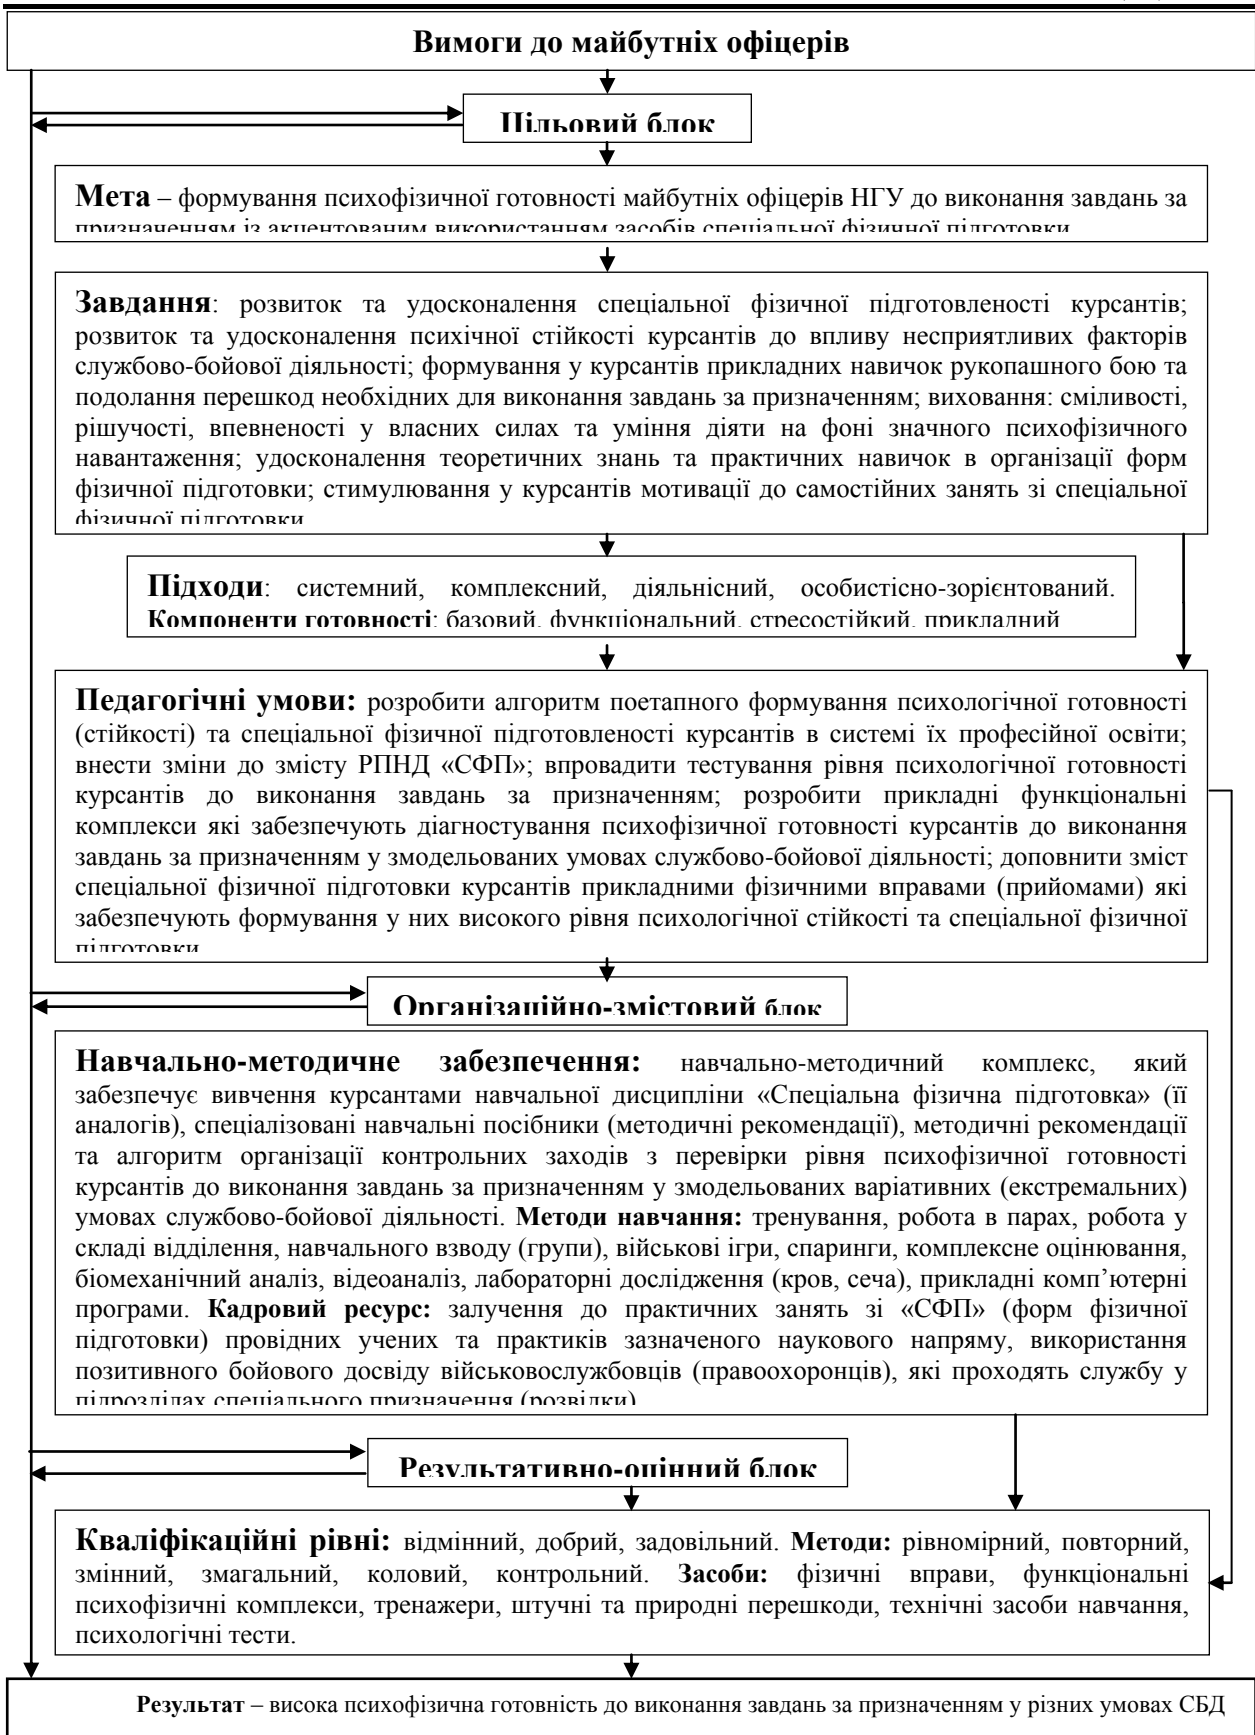 Вимоги до майбутніх офіцерів
Цільовий блок
Мета – формування психофізичної готовності майбутніх офіцерів НГУ до виконання завдань за
призначенням із акцентованим використанням засобів спеціальної фізичної підготовки
Завдання: розвиток та удосконалення спеціальної фізичної підготовленості курсантів;
розвиток та удосконалення психічної стійкості курсантів до впливу несприятливих факторів
службово-бойової діяльності; формування у курсантів прикладних навичок рукопашного бою та
подолання перешкод необхідних для виконання завдань за призначенням; виховання: сміливості,
рішучості, впевненості у власних силах та уміння діяти на фоні значного психофізичного
навантаження; удосконалення теоретичних знань та практичних навичок в організації форм
фізичної підготовки; стимулювання у курсантів мотивації до самостійних занять зі спеціальної
фізичної підготовки
Підходи: системний, комплексний, діяльнісний, особистісно-зорієнтований.
Компоненти готовності: базовий, функціональний, стресостійкий, прикладний
Педагогічні умови: розробити алгоритм поетапного формування психологічної готовності
(стійкості) та спеціальної фізичної підготовленості курсантів в системі їх професійної освіти;
внести зміни до змісту РПНД «СФП»; впровадити тестування рівня психологічної готовності
курсантів до виконання завдань за призначенням; розробити прикладні функціональні
комплекси які забезпечують діагностування психофізичної готовності курсантів до виконання
завдань за призначенням у змодельованих умовах службово-бойової діяльності; доповнити зміст
спеціальної фізичної підготовки курсантів прикладними фізичними вправами (прийомами) які
забезпечують формування у них високого рівня психологічної стійкості та спеціальної фізичної
підготовки
Організаційно-змістовий блок
Навчально-методичне забезпечення: навчально-методичний комплекс, який
забезпечує вивчення курсантами навчальної дисципліни «Спеціальна фізична підготовка» (її
аналогів), спеціалізовані навчальні посібники (методичні рекомендації), методичні рекомендації
та алгоритм організації контрольних заходів з перевірки рівня психофізичної готовності
курсантів до виконання завдань за призначенням у змодельованих варіативних (екстремальних)
умовах службово-бойової діяльності. Методи навчання: тренування, робота в парах, робота у
складі відділення, навчального взводу (групи), військові ігри, спаринги, комплексне оцінювання,
біомеханічний аналіз, відеоаналіз, лабораторні дослідження (кров, сеча), прикладні комп’ютерні
програми. Кадровий ресурс: залучення до практичних занять зі «СФП» (форм фізичної
підготовки) провідних учених та практиків зазначеного наукового напряму, використання
позитивного бойового досвіду військовослужбовців (правоохоронців), які проходять службу у
підрозділах спеціального призначення (розвідки)
Результативно-оцінний блок
Кваліфікаційні рівні: відмінний, добрий, задовільний. Методи: рівномірний, повторний,
змінний, змагальний, коловий, контрольний. Засоби: фізичні вправи, функціональні
психофізичні комплекси, тренажери, штучні та природні перешкоди, технічні засоби навчання,
психологічні тести.
Результат – висока психофізична готовність до виконання завдань за призначенням у різних умовах СБД